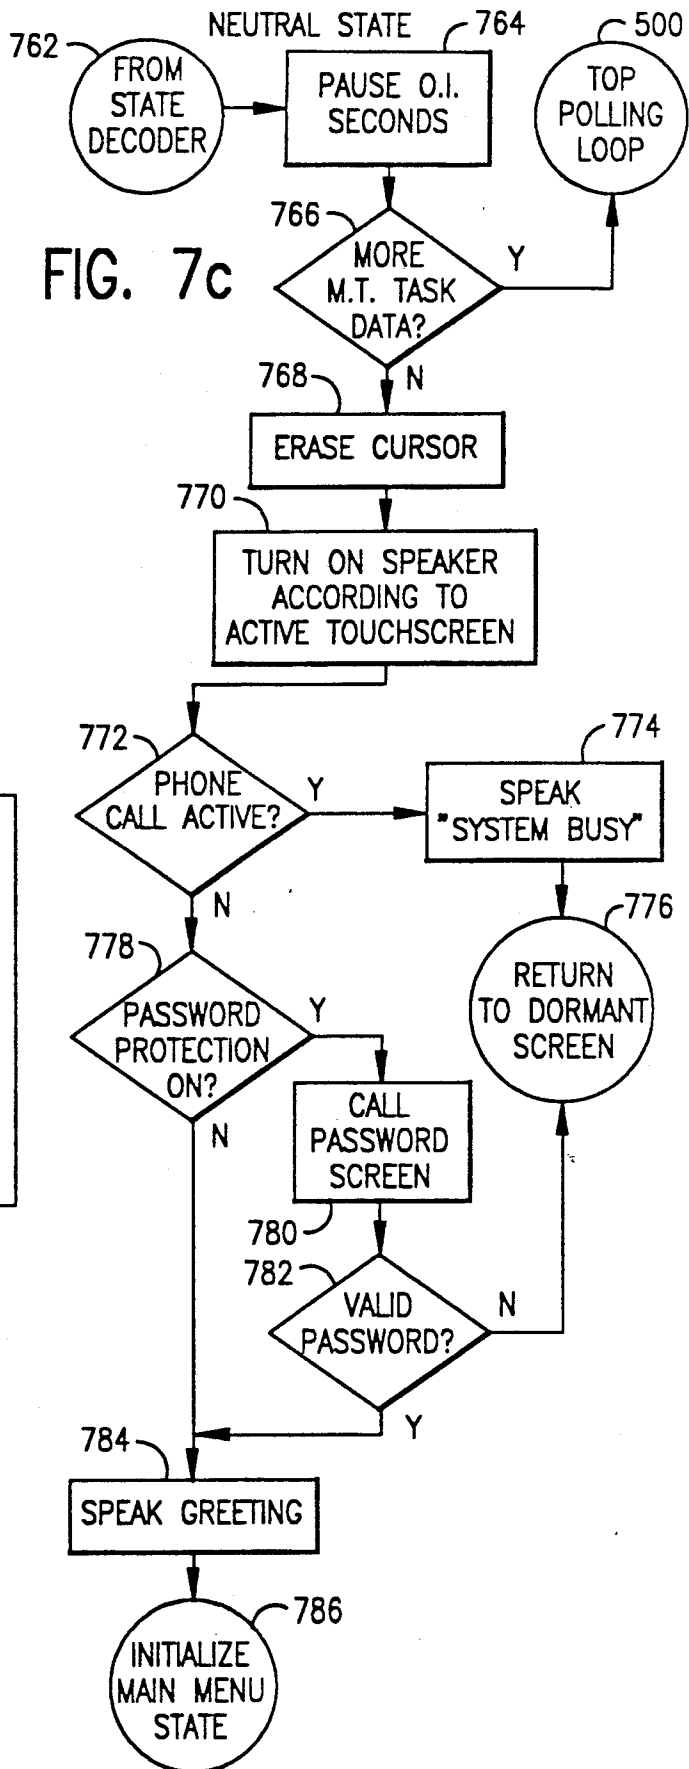 NEUTRAL STATE
762
FROM
STATE
DECODER
764
PAUSE O.I.
SECONDS
500
TOP
POLLING
LOOP
766
MORE
M.T. TASK
DATA?
Y
N
FIG. 7c
768
ERASE CURSOR
770
TURN ON SPEAKER
ACCORDING TO
ACTIVE TOUCHSCREEN
772
PHONE
CALL ACTIVE?
Y
N
774
SPEAK
"SYSTEM BUSY"
776
RETURN
TO DORMANT
SCREEN
778
PASSWORD
PROTECTION
ON?
Y
N
CALL
PASSWORD
SCREEN
780
782
VALID
PASSWORD?
N
Y
784
SPEAK GREETING
786
INITIALIZE
MAIN MENU
STATE